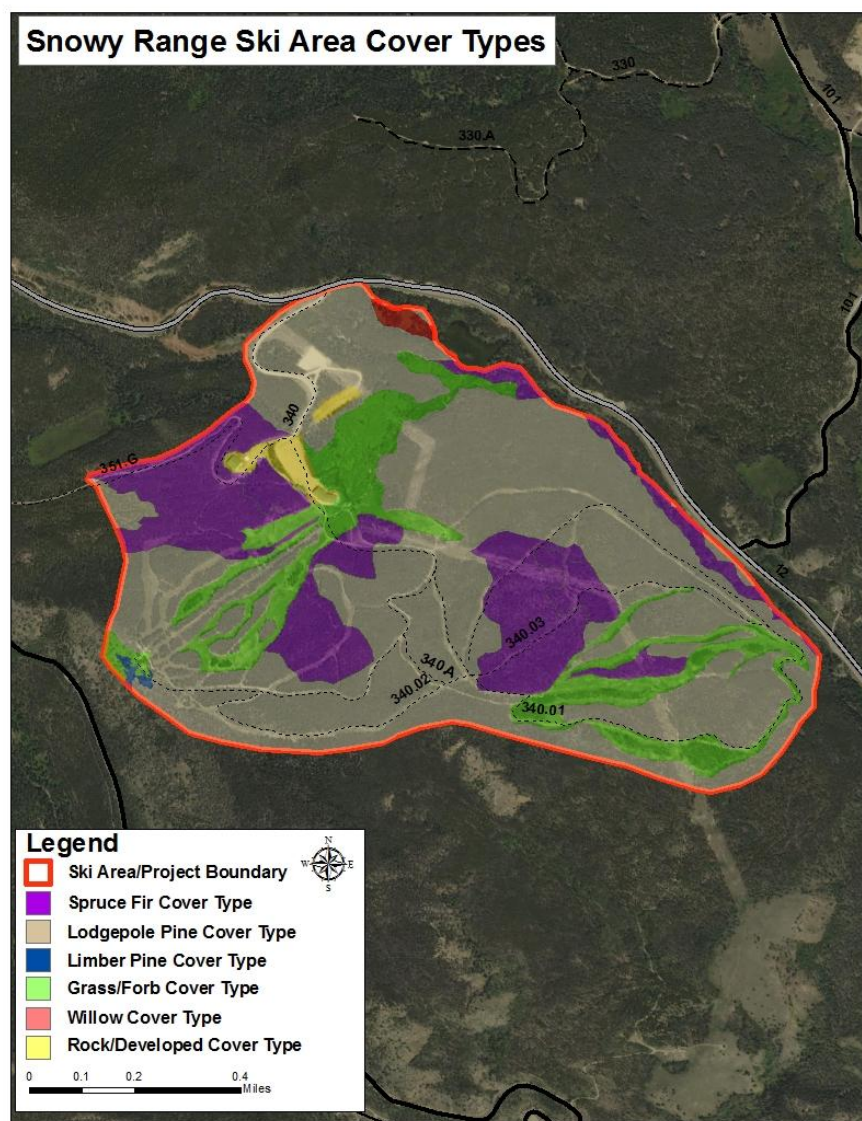 Snowy Range Ski Area Cover Types
330
101
330.A
101
340
351.G
12
340.03
340.A
340.02
340.01
Legend
N
W E
S
Ski Area/Project Boundary
Spruce Fir Cover Type
Lodgepole Pine Cover Type
Limber Pine Cover Type
Grass/Forb Cover Type
Willow Cover Type
Rock/Developed Cover Type
0 0.1 0.2 0.4
Miles